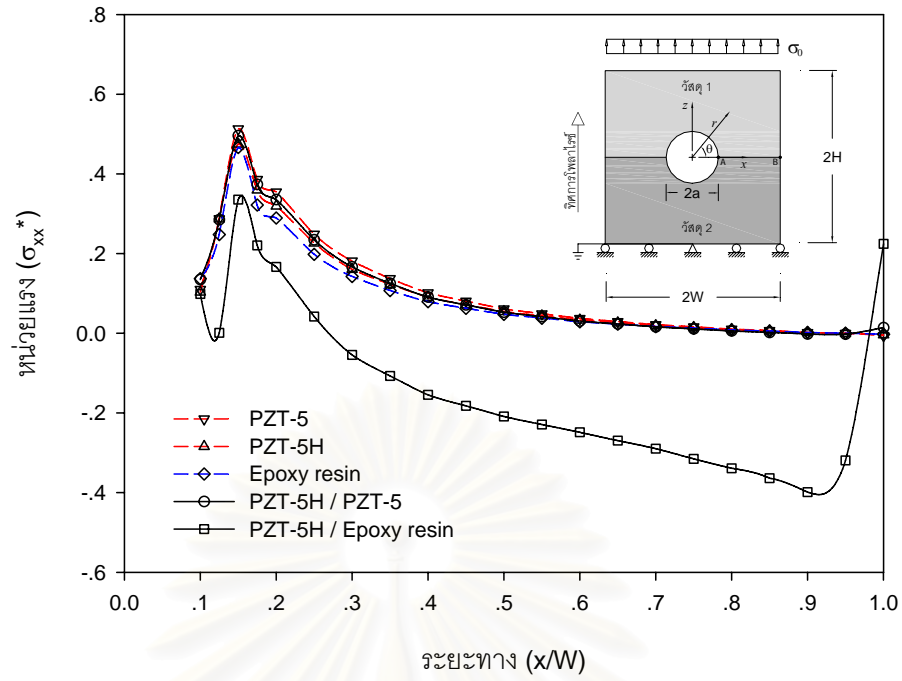 .8
.6
.4
.2
0.0
-.2
-.4
-.6
หน่วยแรง (σxx*)
σ0
วัสดุ 1
z
r
θ
A
x
B
2a
2H
วัสดุ 2
ทิศการโพลาไรซ์
2W
PZT-5
PZT-5H
Epoxy resin
PZT-5H / PZT-5
PZT-5H / Epoxy resin
0.0 .1 .2 .3 .4 .5 .6 .7 .8 .9 1.0
ระยะทาง (x/W)